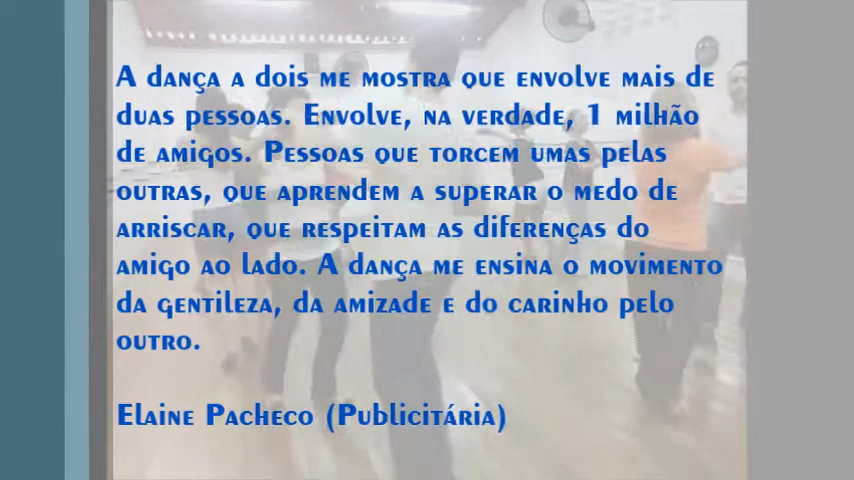 A dança a dois me mostra que envolve mais de
duas pessoas. Envolve, na verdade, 1 milhão
de amigos. Pessoas que torcem umas pelas
outras, que aprendem a superar o medo de
arriscar, que respeitam as diferenças do
amigo ao lado. A dança me ensina o movimento
da gentileza, da amizade e do carinho pelo
outro.
Elaine Pacheco (Publicitária)